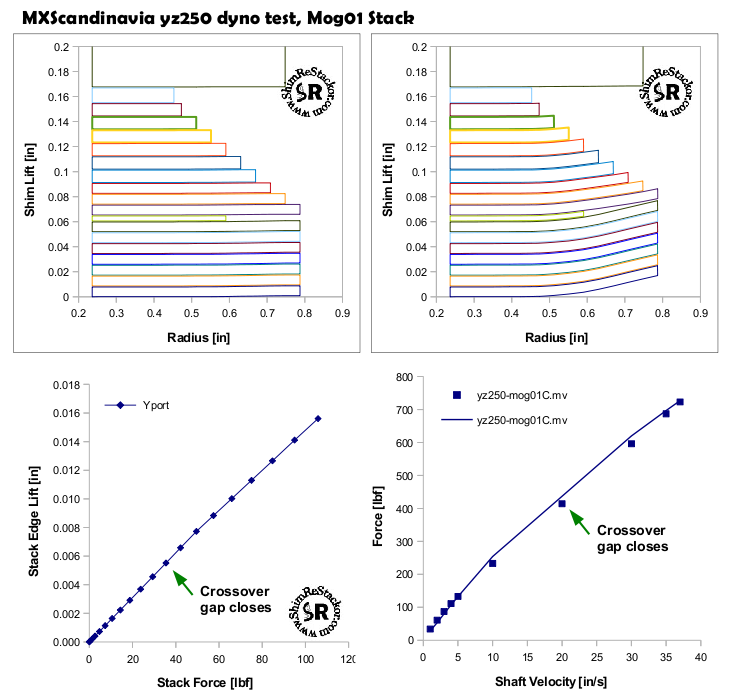 MXScandinavia yz250 dyno test, Mog01 Stack
Shim Lift [in]
0.2
0.18
0.16
0.14
0.12
0.1
0.08
0.06
0.04
0.02
0
0.2 0.3 0.4 0.5 0.6 0.7 0.8 0.9
Radius [in]
ShimReStackor
SR
www.ShimReStackor.com
Shim Lift [in]
0.2
0.18
0.16
0.14
0.12
0.1
0.08
0.06
0.04
0.02
0
0.2 0.3 0.4 0.5 0.6 0.7 0.8 0.9
Radius [in]
www.ShimReStackor.com
SR
Stack Edge Lift [in]
0.018
0.016
0.014
0.012
0.010
0.008
0.006
0.004
0.002
0.000
0 20 40 60 80 100 120
Stack Force [lbf]
Yport
Crossover
gap closes
www.ShimReStackor.com
SR
Force [lbf]
800
700
600
500
400
300
200
100
0
0 5 10 15 20 25 30 35 40
Shaft Velocity [in/s]
yz250-mog01C.mv
yz250-mog01C.mv
Crossover
gap closes